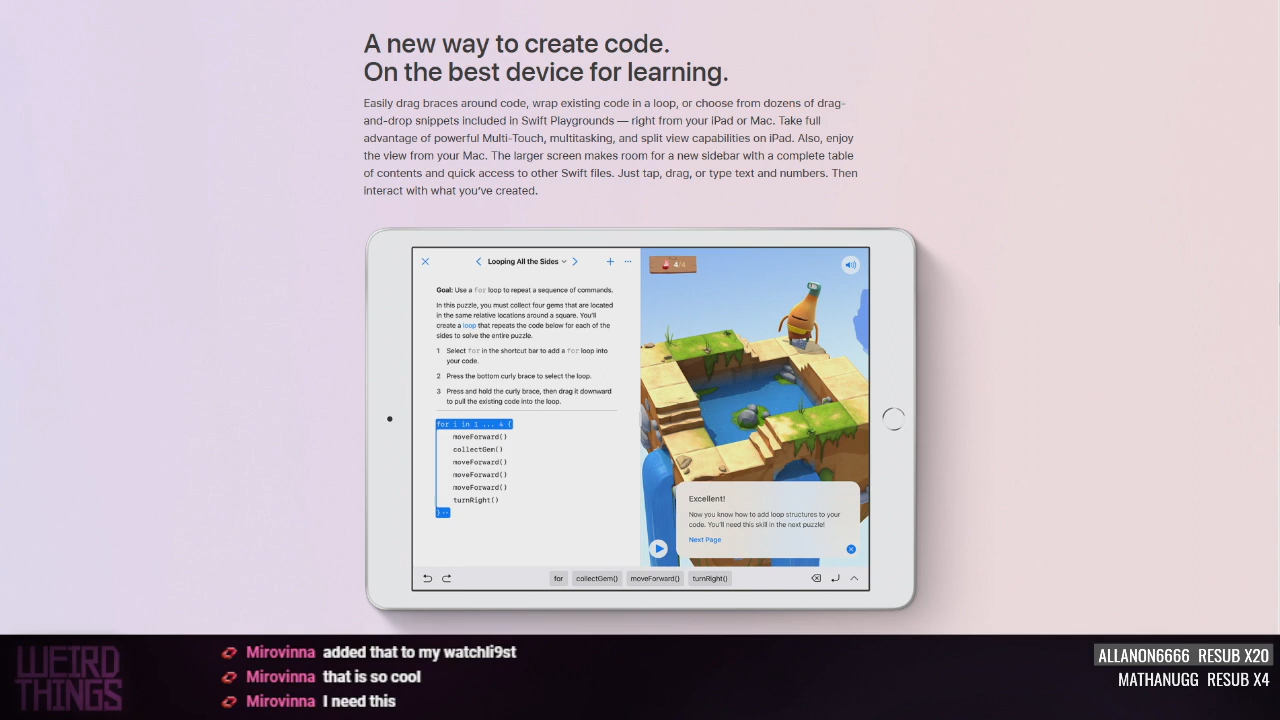 A new way to create code.
On the best device for learning.
Easily drag braces around code, wrap existing code in a loop, or choose from dozens of drag-
and-drop snippets included in Swift Playgrounds — right from your iPad or Mac. Take full
advantage of powerful Multi-Touch, multitasking, and split view capabilities on iPad. Also, enjoy
the view from your Mac. The larger screen makes room for a new sidebar with a complete table
of contents and quick access to other Swift files. Just tap, drag, or type text and numbers. Then
interact with what you've created.
Looping All the Sides
4/4
Goal: Use a for loop to repeat a sequence of commands.
In this puzzle, you must collect four gems that are located
in the same relative locations around a square. You'll
create a loop that repeats the code below for each of the
sides to solve the entire puzzle.
1 Select for in the shortcut bar to add a for loop into
your code.
2 Press the bottom curly brace to select the loop.
3 Press and hold the curly brace, then drag it downward
to pull the existing code into the loop.
for i in 1 ... 4 {
moveForward()
collectGem()
moveForward()
moveForward()
moveForward()
turnRight()
}
Excellent!
Now you know how to add loop structures to your
code. You'll need this skill in the next puzzle!
Next Page
for collectGem() moveForward() turnRight()
WEIRD
THINGS
Mirovinna added that to my watchli9st
Mirovinna that is so cool
Mirovinna I need this
ALLANON6666 RESUB X20
MATHANUGG RESUB X4